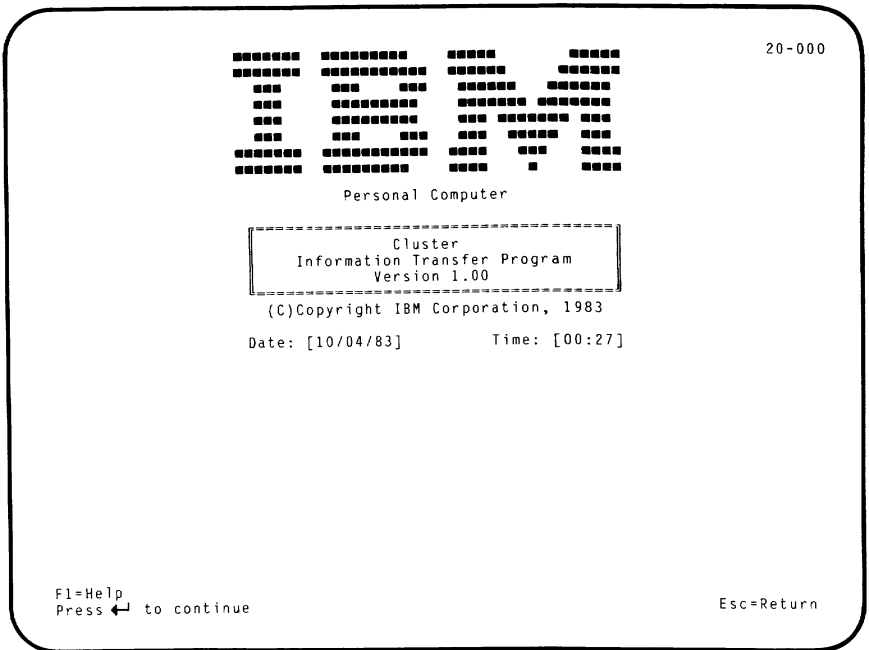 20-000
IBM
Personal Computer
Cluster
Information Transfer Program
Version 1.00
(C)Copyright IBM Corporation, 1983
Date: [10/04/83] Time: [00:27]
F1=Help
Press ↵ to continue
Esc=Return